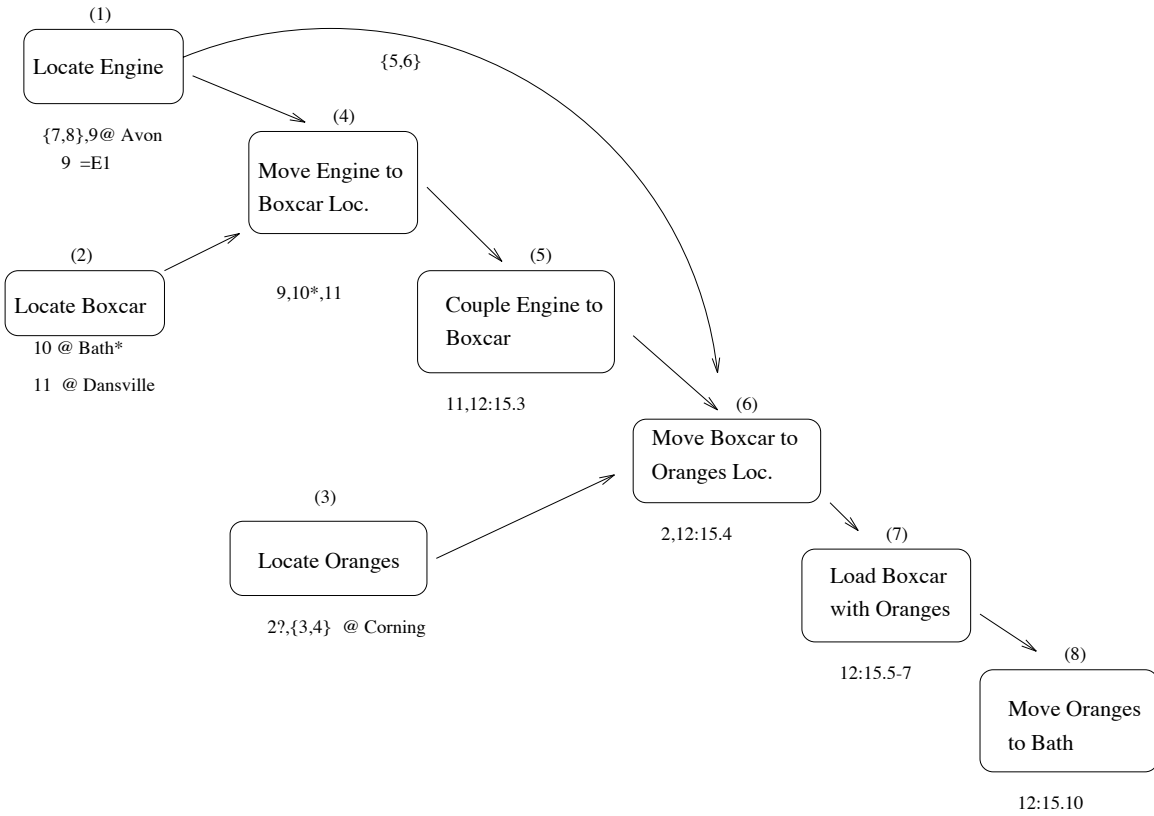 (1)
Locate Engine
{7,8},9@ Avon
9 =E1
{5,6}
(4)
Move Engine to
Boxcar Loc.
9,10*,11
(2)
Locate Boxcar
10 @ Bath*
11 @ Dansville
(5)
Couple Engine to
Boxcar
11,12:15.3
(6)
Move Boxcar to
Oranges Loc.
2,12:15.4
(3)
Locate Oranges
2?,{3,4} @ Corning
(7)
Load Boxcar
with Oranges
12:15.5-7
(8)
Move Oranges
to Bath
12:15.10